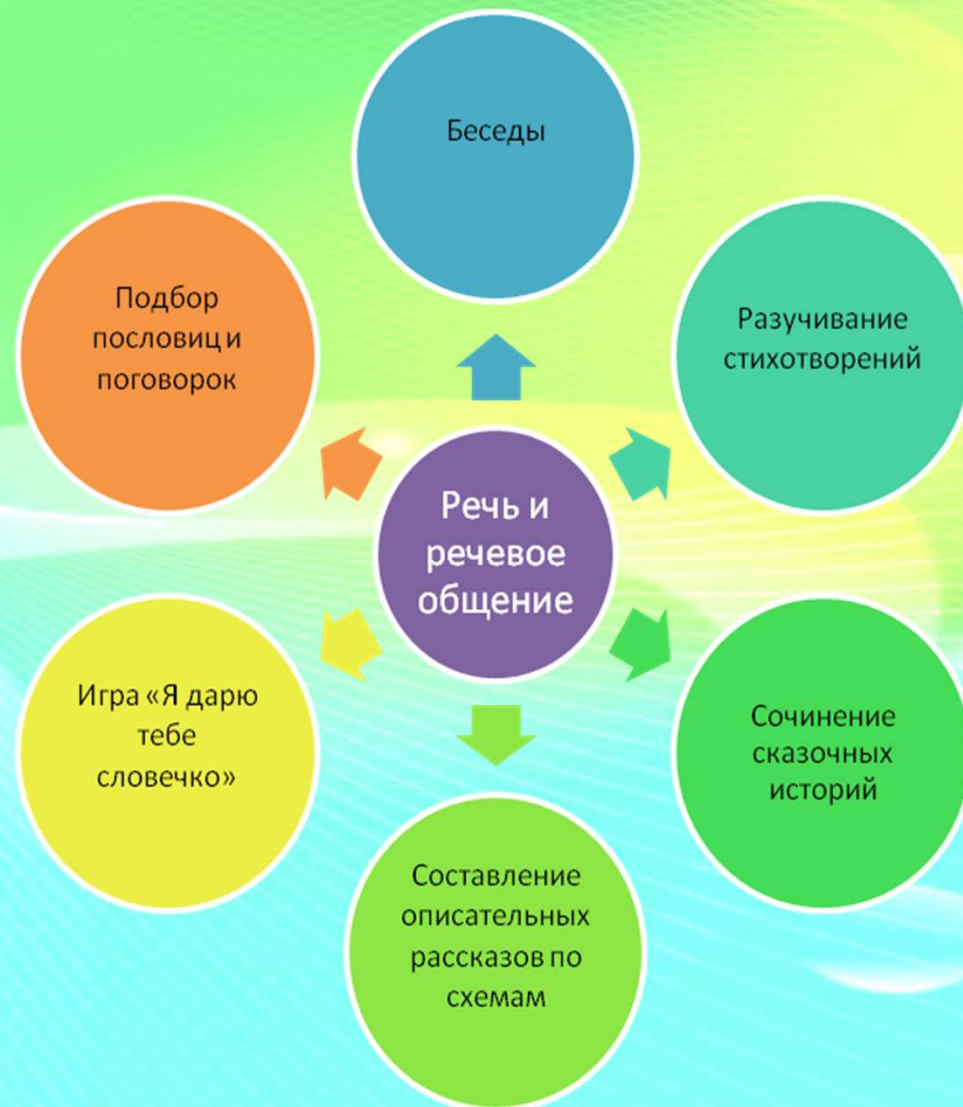 Беседы
Подбор
пословиц и
поговорок
Разучивание
стихотворений
Речь и
речевое
общение
Игра «Я дарю
тебе
словечко»
Сочинение
сказочных
историй
Составление
описательных
рассказов по
схемам